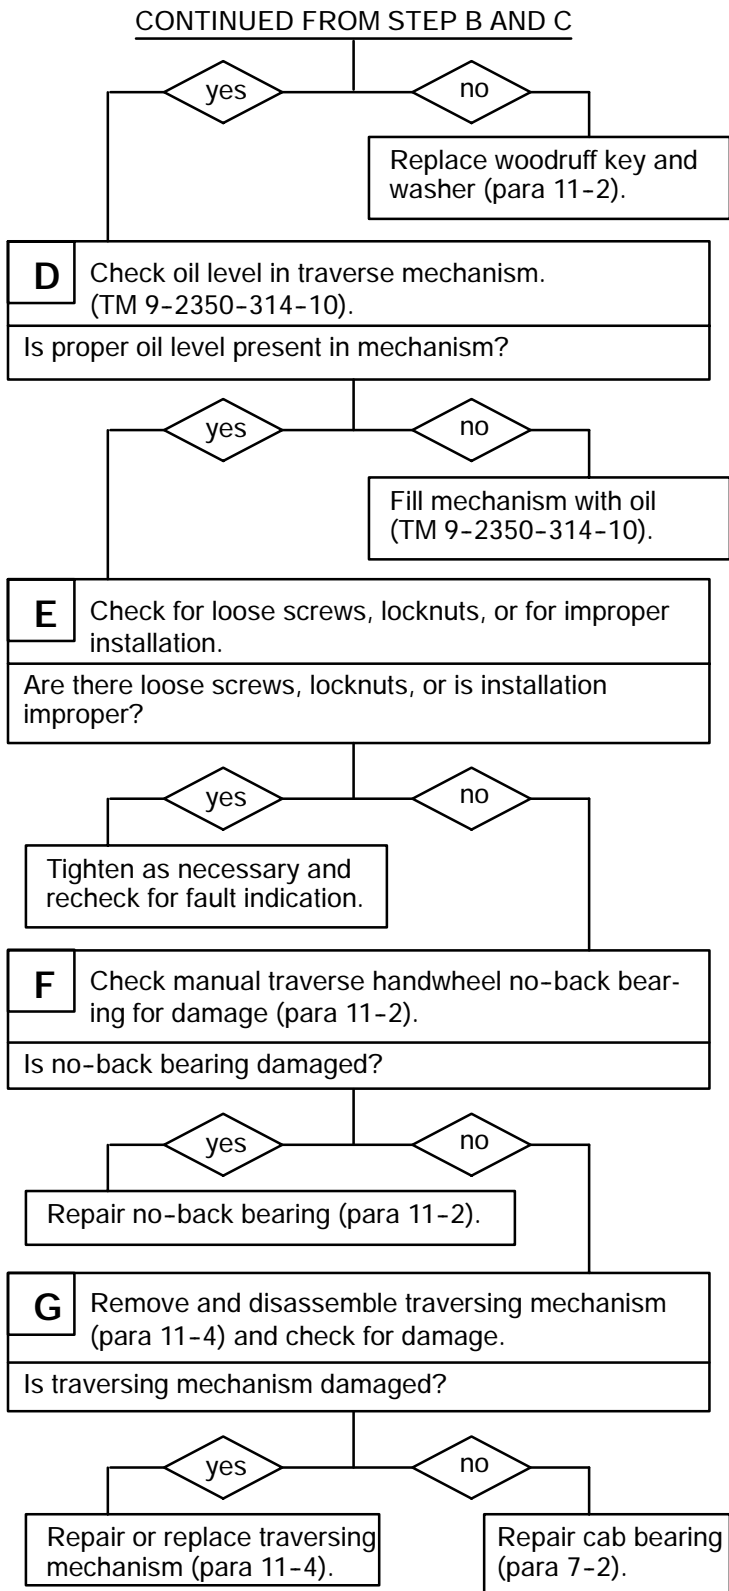 CONTINUED FROM STEP B AND C
yes
no
Replace woodruff key and
washer (para 11-2).
D
Check oil level in traverse mechanism.
(TM 9-2350-314-10).
Is proper oil level present in mechanism?
yes
no
Fill mechanism with oil
(TM 9-2350-314-10).
E
Check for loose screws, locknuts, or for improper
installation.
Are there loose screws, locknuts, or is installation
improper?
yes
no
Tighten as necessary and
recheck for fault indication.
F
Check manual traverse handwheel no-back bear-
ing for damage (para 11-2).
Is no-back bearing damaged?
yes
no
Repair no-back bearing (para 11-2).
G
Remove and disassemble traversing mechanism
(para 11-4) and check for damage.
Is traversing mechanism damaged?
yes
no
Repair or replace traversing
mechanism (para 11-4).
Repair cab bearing
(para 7-2).